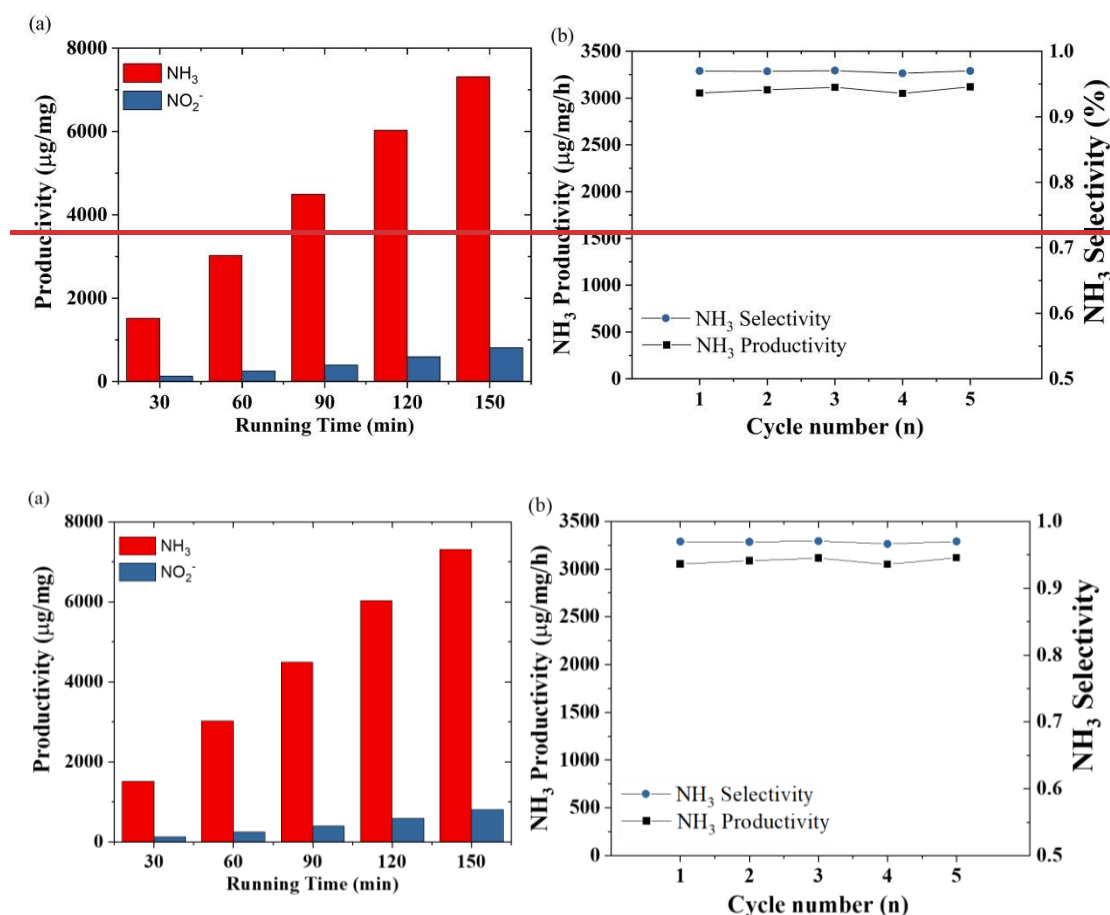 (a)
8000
6000
4000
2000
0
Productivity (μg/mg)
NH₃
NO₂⁻
30 60 90 120 150
Running Time (min)
(b)
3500
3000
2500
2000
1500
1000
500
0
NH₃ Productivity (μg/mg/h)
NH₃ Selectivity
NH₃ Productivity
1.0
0.9
0.8
0.7
0.6
0.5
NH₃ Selectivity (%)
1 2 3 4 5
Cycle number (n)
(a)
8000
6000
4000
2000
0
Productivity (μg/mg)
NH₃
NO₂⁻
30 60 90 120 150
Running Time (min)
(b)
3500
3000
2500
2000
1500
1000
500
0
NH₃ Productivity (μg/mg/h)
NH₃ Selectivity
NH₃ Productivity
1.0
0.9
0.8
0.7
0.6
0.5
NH₃ Selectivity
1 2 3 4 5
Cycle number (n)